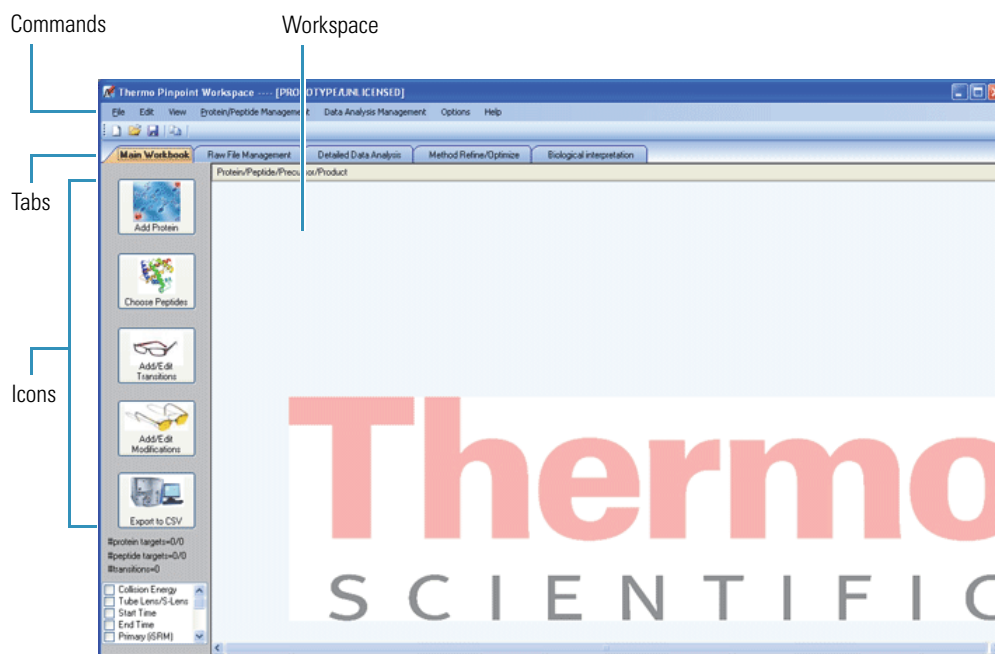 Commands
Workspace
Thermo Pinpoint Workspace ---- [PROTOTYPE/UNLICENSED]
File Edit View Protein/Peptide Management Data Analysis Management Options Help
Main Workbook Raw File Management Detailed Data Analysis Method Refine/Optimize Biological interpretation
Tabs
Protein/Peptide/Precursor/Product
Add Protein
Choose Peptides
Add/Edit
Transitions
Icons
Add/Edit
Modifications
Export to CSV
#protein targets=0/0
#peptide targets=0/0
#transitions=0
Collision Energy
Tube Lens/S-Lens
Start Time
End Time
Primary (iSRM)
Thermo
SCIENTIFIC